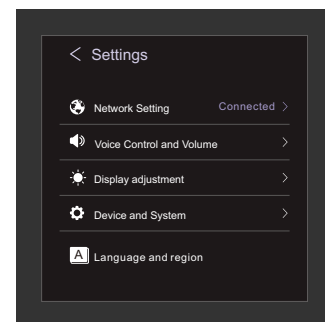 Settings
Network Setting Connected
Voice Control and Volume
Display adjustment
Device and System
A Language and region